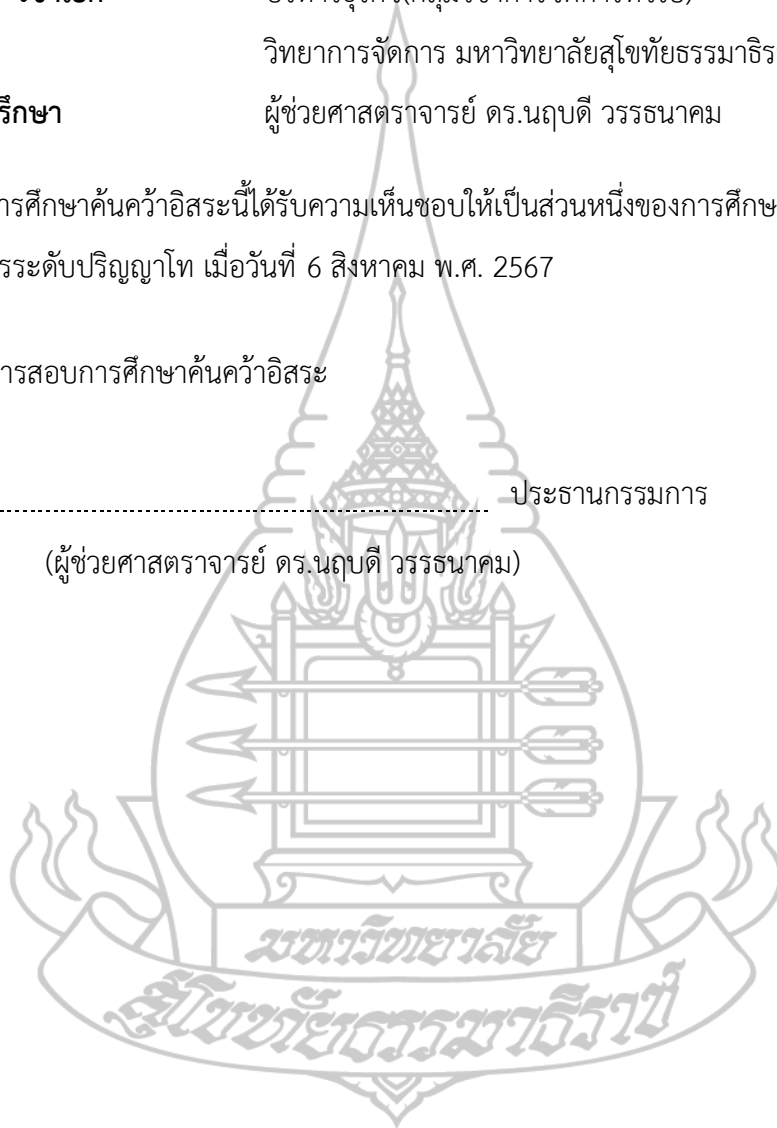 วิทยาการจัดการ มหาวิทยาลัยสุโขทัยธรรมาธิร
รึกษา ผู้ช่วยศาสตราจารย์ ดร.นฤบดี วรรธนาคม
ารศึกษาค้นคว้าอิสระนี้ได้รับความเห็นชอบให้เป็นส่วนหนึ่งของการศึกษ
รระดับปริญญาโท เมื่อวันที่ 6 สิงหาคม พ.ศ. 2567
ารสอบการศึกษาค้นคว้าอิสระ
ประธานกรรมการ
(ผู้ช่วยศาสตราจารย์ ดร.นฤบดี วรรธนาคม)
มหาวิทยาลัย
สุโขทัยธรรมาธิราช